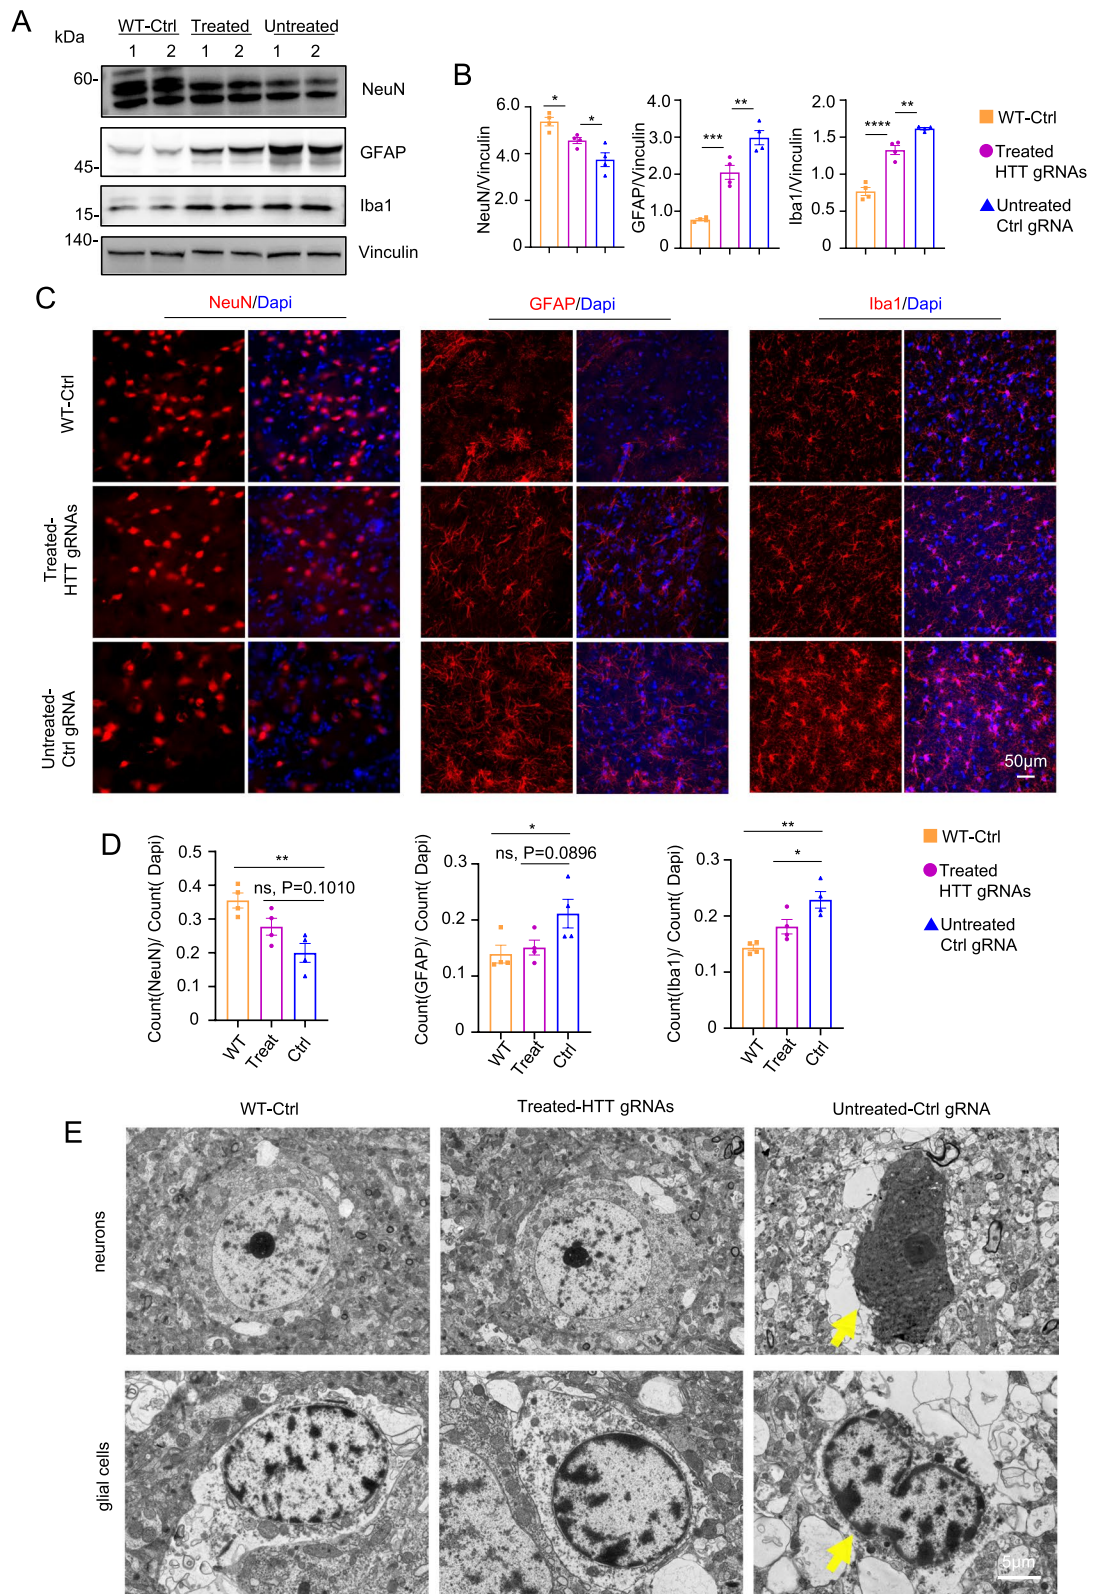 A
kDa
WT-Ctrl Treated Untreated
1 2 1 2 1 2
60-
NeuN
GFAP
45-
Iba1
15-
140-
Vinculin
B
NeuN/Vinculin
6.0
4.0
2.0
0
*
*
GFAP/Vinculin
4.0
3.0
2.0
1.0
0
***
**
Iba1/Vinculin
2.0
1.5
1.0
0.5
0
****
**
WT-Ctrl
Treated
HTT gRNAs
Untreated
Ctrl gRNA
C
NeuN/Dapi
GFAP/Dapi
Iba1/Dapi
WT-Ctrl
Treated-
HTT gRNAs
Untreated-
Ctrl gRNA
50µm
D
Count(NeuN)/ Count( Dapi)
0.5
0.4
0.3
0.2
0.1
0
**
ns, P=0.1010
WT Treat Ctrl
Count(GFAP)/ Count( Dapi)
0.3
0.2
0.1
0
*
ns, P=0.0896
WT Treat Ctrl
Count(Iba1)/ Count( Dapi)
0.3
0.2
0.1
0
**
*
WT Treat Ctrl
WT-Ctrl
Treated
HTT gRNAs
Untreated
Ctrl gRNA
E
WT-Ctrl
Treated-HTT gRNAs
Untreated-Ctrl gRNA
neurons
glial cells
5µm